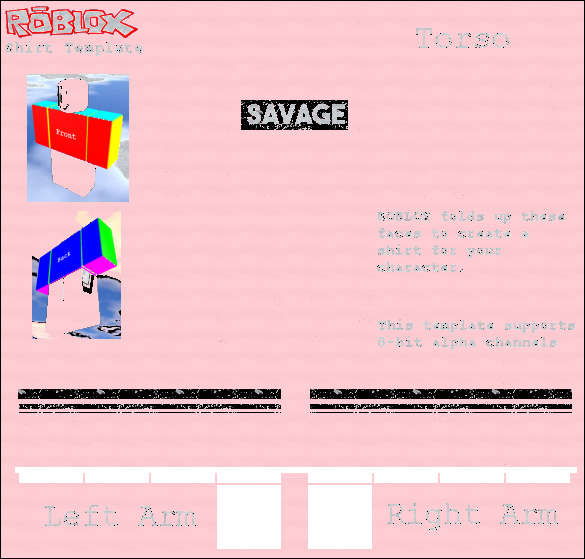 ROBLOX
Shirt Template
Torso
Front
SAVAGE
Back
ROBLOX folds up these
faces to create a
shirt for your
character.
This template supports
8-bit alpha channels
Left Arm
Right Arm